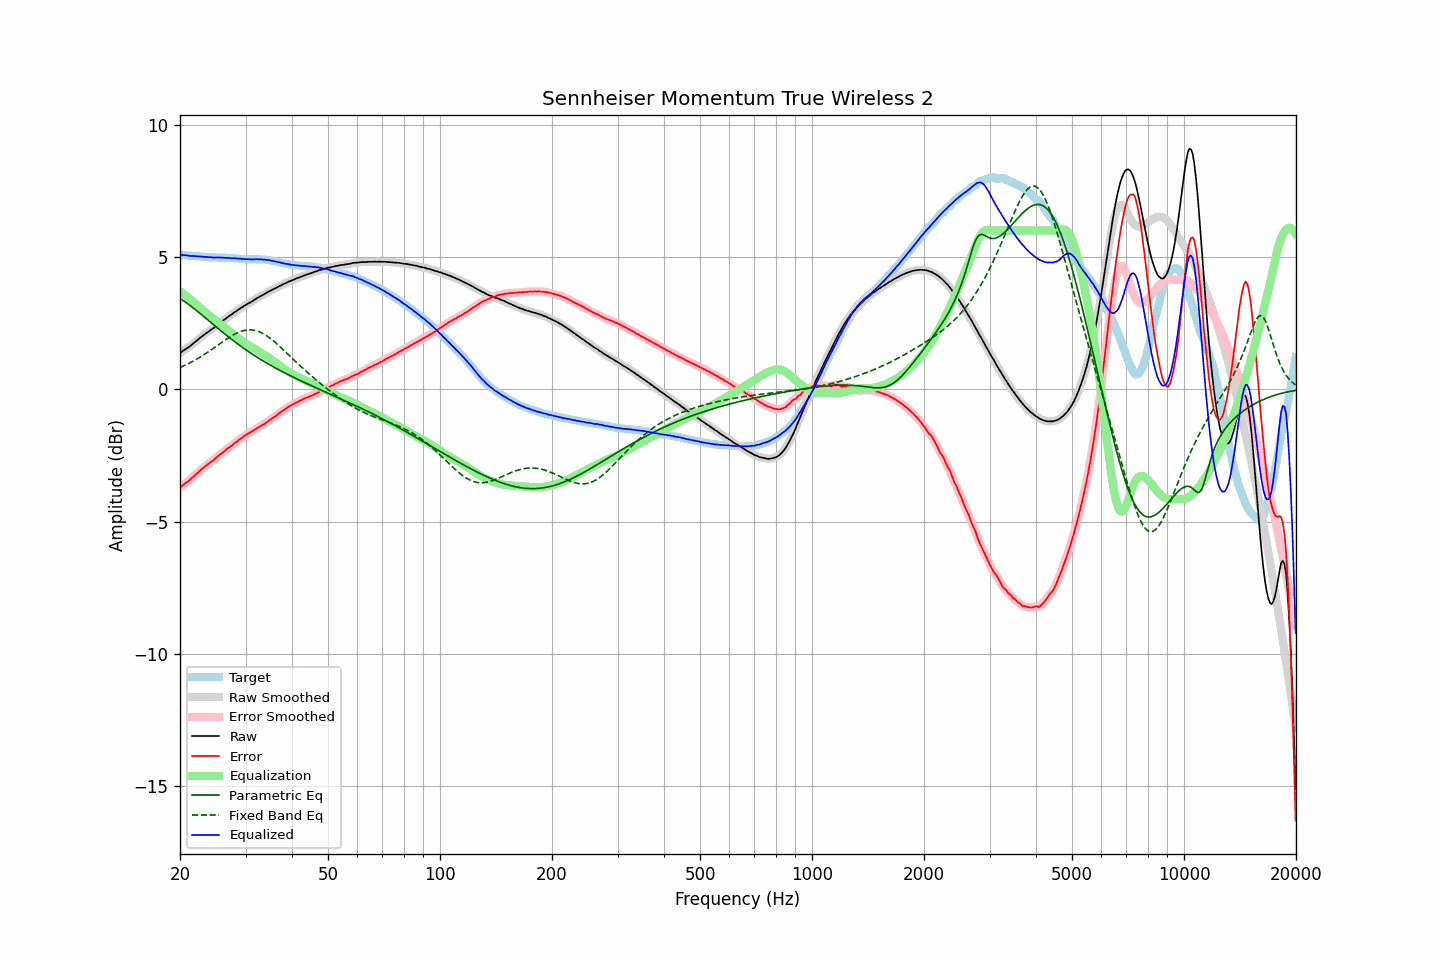 Sennheiser Momentum True Wireless 2
10
5
0
−5
−10
−15
Amplitude (dBr)
Target
Raw Smoothed
Error Smoothed
Raw
Error
Equalization
Parametric Eq
Fixed Band Eq
Equalized
20 50 100 200 500 1000 2000 5000 10000 20000
Frequency (Hz)